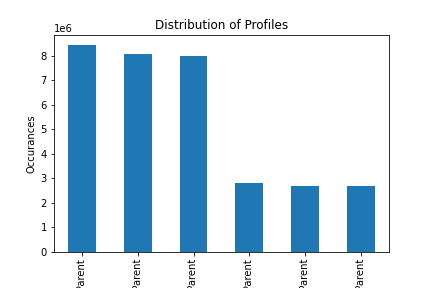 Distribution of Profiles
1e6
8
7
6
5
4
3
2
1
0
Occurances
Parent
Parent
Parent
Parent
Parent
Parent